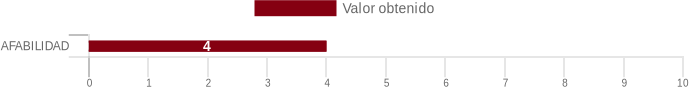 Valor obtenido
AFABILIDAD
4
0 1 2 3 4 5 6 7 8 9 10